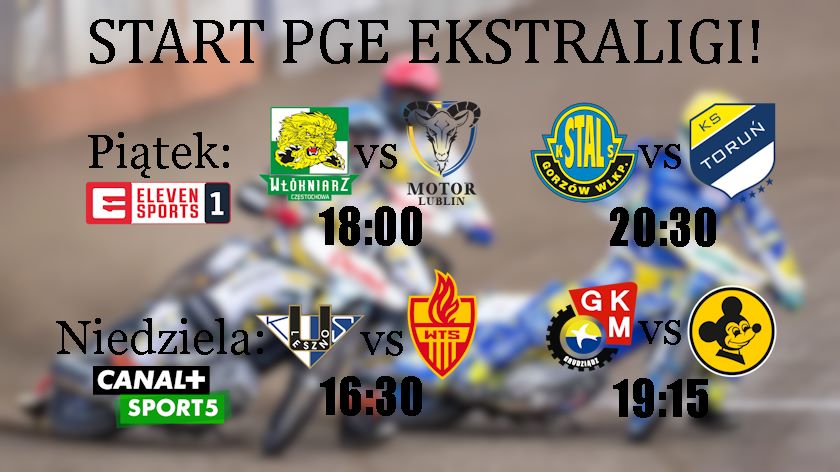 START PGE EKSTRALIGI!
Piątek:
ELEVEN SPORTS 1
WŁÓKNIARZ
CZĘSTOCHOWA
vs
MOTOR
LUBLIN
18:00
K STAL S
GORZÓW WLKP.
vs
KS
TORUŃ
20:30
Niedziela:
CANAL+
SPORT5
K U S
LESZNO
vs
WTS
16:30
GKM
GRUDZIĄDZ
vs
19:15